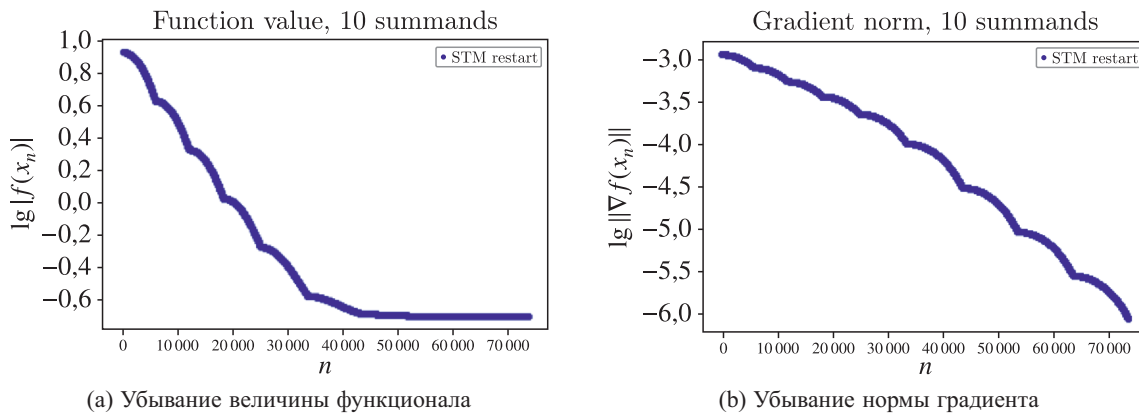 Function value, 10 summands
STM restart
1,0
0,8
0,6
0,4
0,2
0,0
−0,2
−0,4
−0,6
lg |f(xₙ)|
0 10 000 20 000 30 000 40 000 50 000 60 000 70 000
n
(a) Убывание величины функционала
Gradient norm, 10 summands
STM restart
−3,0
−3,5
−4,0
−4,5
−5,0
−5,5
−6,0
lg ||∇f(xₙ)||
0 10 000 20 000 30 000 40 000 50 000 60 000 70 000
n
(b) Убывание нормы градиента